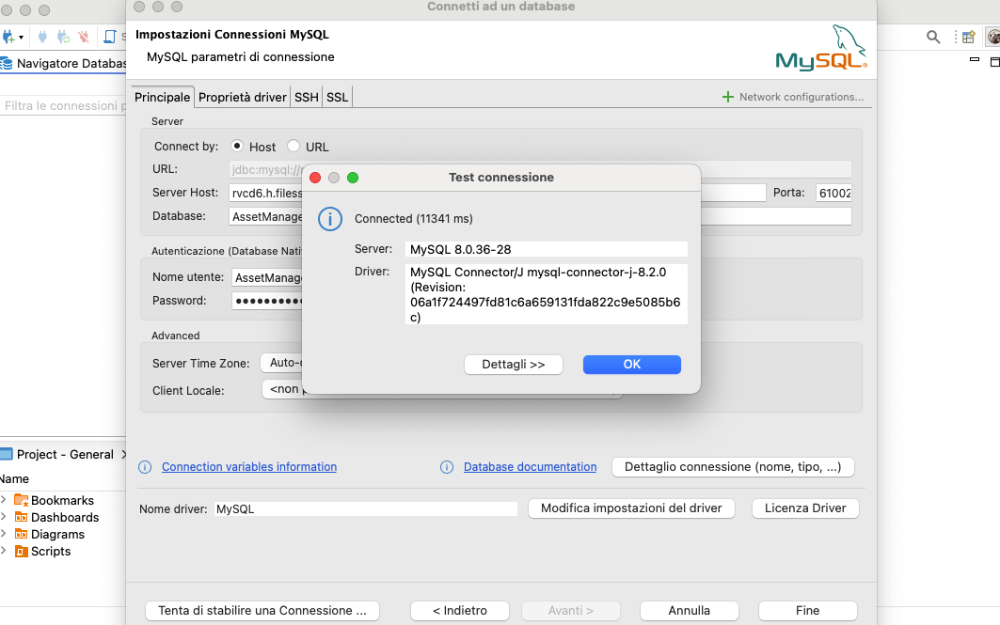 Connetti ad un database
Impostazioni Connessioni MySQL
MySQL parametri di connessione
MySQL®
Navigatore Databas
Filtra le connessioni p
Principale
Proprietà driver
SSH
SSL
Network configurations...
Server
Connect by:
Host
URL
URL:
jdbc:mysql://
Server Host:
rvcd6.h.filess
Porta:
61002
Database:
AssetManage
Autenticazione (Database Nati
Nome utente:
AssetManage
Password:
●●●●●●●●●●
Advanced
Server Time Zone:
Auto-
Client Locale:
<non
Test connessione
Connected (11341 ms)
Server:
MySQL 8.0.36-28
Driver:
MySQL Connector/J mysql-connector-j-8.2.0
(Revision:
06a1f724497fd81c6a659131fda822c9e5085b6
c)
Dettagli >>
OK
Project - General
Name
Bookmarks
Dashboards
Diagrams
Scripts
Connection variables information
Database documentation
Dettaglio connessione (nome, tipo, ...)
Nome driver:
MySQL
Modifica impostazioni del driver
Licenza Driver
Tenta di stabilire una Connessione ...
< Indietro
Avanti >
Annulla
Fine